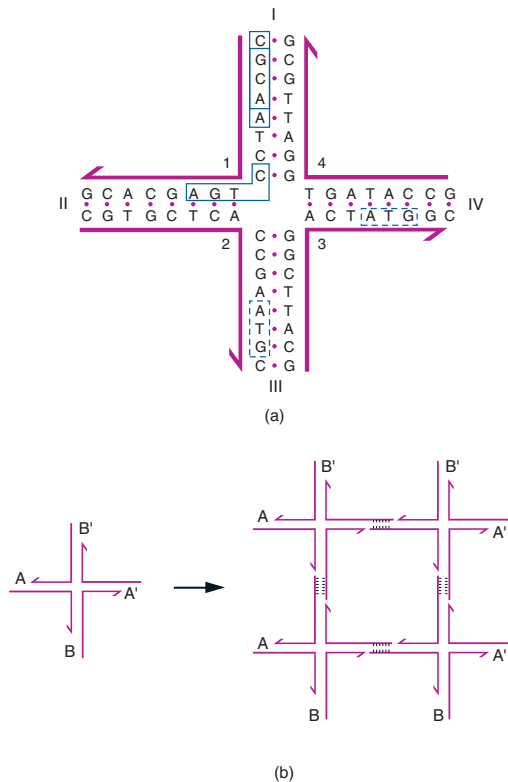 I
C G
G C
C G
A T
A T
T A
1 C G 4
C G
G C A C G A G T T G A T A C C G
II IV
C G T G C T C A A C T A T G G C
2 3
C G
C G
G C
A T
A T
T A
G C
C G
III
(a)
B'
A A'
B
B' B'
A A'
A A'
B B
(b)